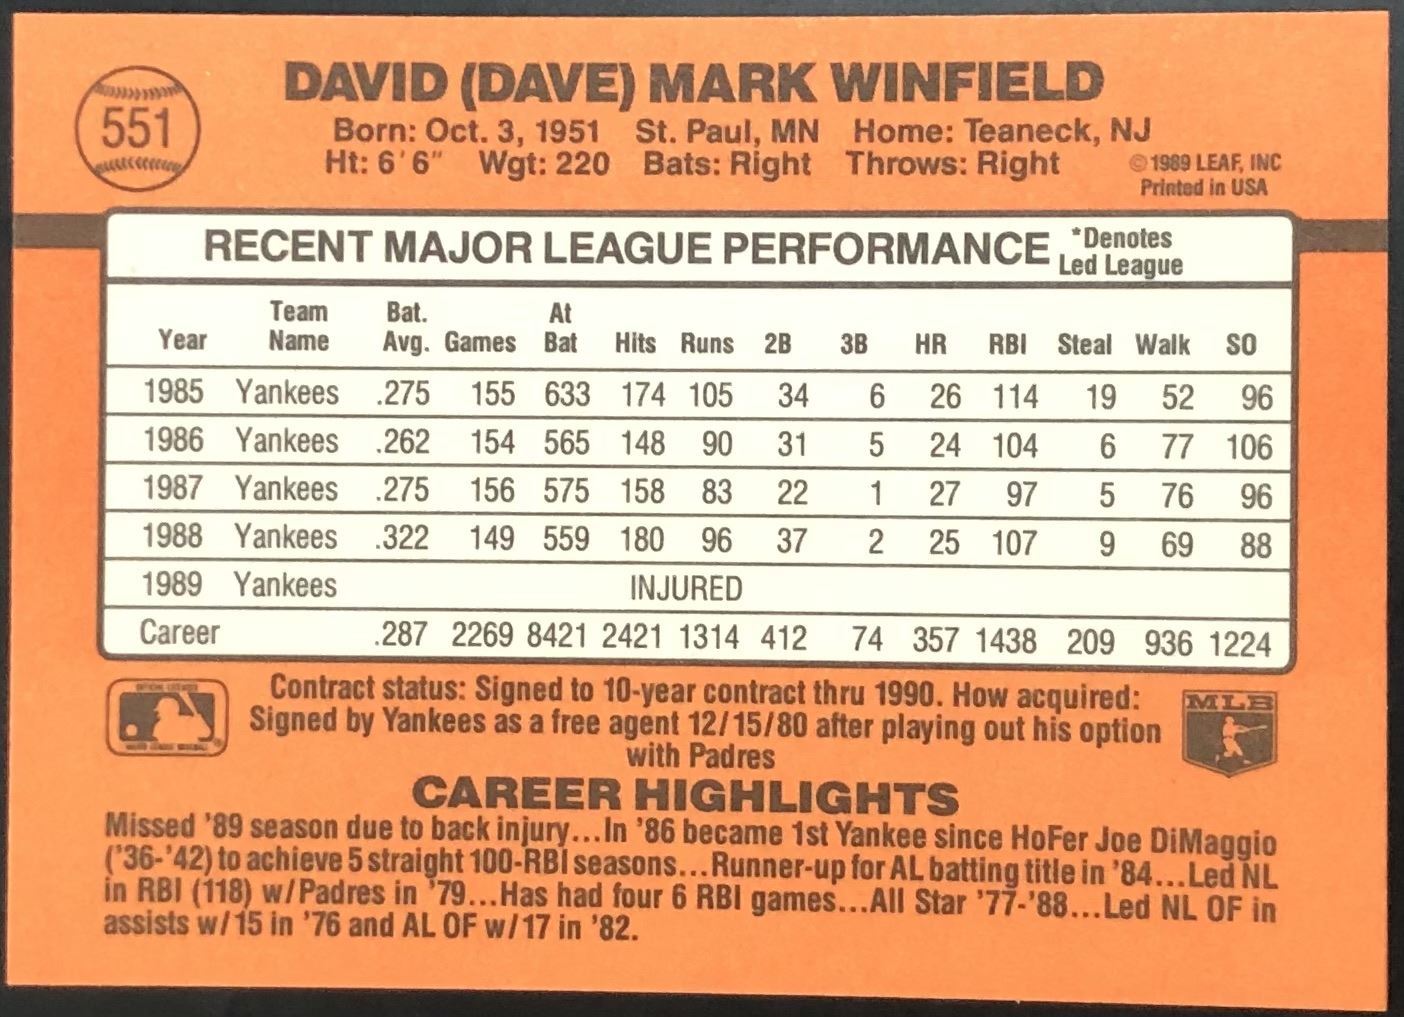 551
DAVID (DAVE) MARK WINFIELD
Born: Oct. 3, 1951 St. Paul, MN Home: Teaneck, NJ
Ht: 6'6" Wgt: 220 Bats: Right Throws: Right
©1989 LEAF, INC
Printed in USA
RECENT MAJOR LEAGUE PERFORMANCE *Denotes
Led League
Year Team Name Bat. Avg. Games At Bat Hits Runs 2B 3B HR RBI Steal Walk SO
1985 Yankees .275 155 633 174 105 34 6 26 114 19 52 96
1986 Yankees .262 154 565 148 90 31 5 24 104 6 77 106
1987 Yankees .275 156 575 158 83 22 1 27 97 5 76 96
1988 Yankees .322 149 559 180 96 37 2 25 107 9 69 88
1989 Yankees INJURED
Career .287 2269 8421 2421 1314 412 74 357 1438 209 936 1224
Contract status: Signed to 10-year contract thru 1990. How acquired:
Signed by Yankees as a free agent 12/15/80 after playing out his option
with Padres
MLB
CAREER HIGHLIGHTS
Missed '89 season due to back injury...In '86 became 1st Yankee since HoFer Joe DiMaggio
('36-'42) to achieve 5 straight 100-RBI seasons...Runner-up for AL batting title in '84...Led NL
in RBI (118) w/Padres in '79...Has had four 6 RBI games...All Star '77-'88...Led NL OF in
assists w/15 in '76 and AL OF w/17 in '82.